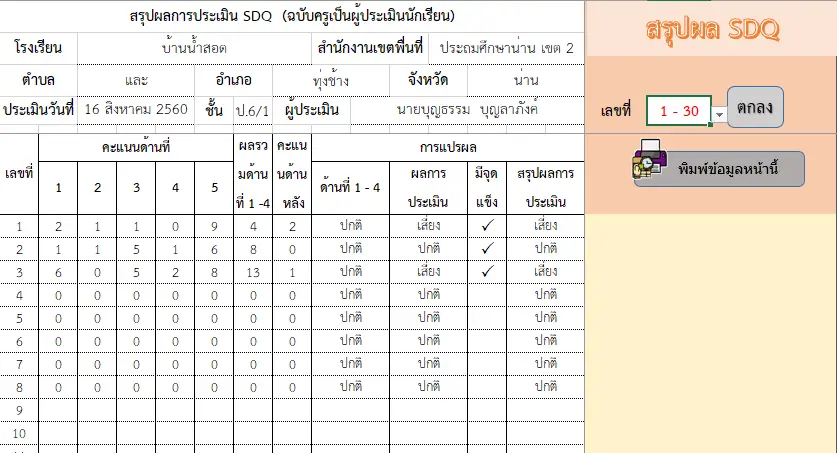 สรุปผลการประเมิน SDQ (ฉบับครูเป็นผู้ประเมินนักเรียน)
โรงเรียน บ้านน้ำสอด สำนักงานเขตพื้นที่ ประถมศึกษาน่าน เขต 2
ตำบล และ อำเภอ ทุ่งช้าง จังหวัด น่าน
ประเมินวันที่ 16 สิงหาคม 2560 ชั้น ป.6/1 ผู้ประเมิน นายบุญธรรม บุญลาภังค์
เลขที่ คะแนนด้านที่ ผลรวมด้านที่ 1 -4 คะแนนด้านหลัง การแปรผล
1 2 3 4 5 ด้านที่ 1 - 4 ผลการประเมิน มีจุดแข็ง สรุปผลการประเมิน
1 2 1 1 0 9 4 2 ปกติ เสี่ยง ✓ เสี่ยง
2 1 1 5 1 6 8 0 ปกติ ปกติ ✓ ปกติ
3 6 0 5 2 8 13 1 ปกติ เสี่ยง ✓ เสี่ยง
4 0 0 0 0 0 0 0 ปกติ ปกติ ปกติ
5 0 0 0 0 0 0 0 ปกติ ปกติ ปกติ
6 0 0 0 0 0 0 0 ปกติ ปกติ ปกติ
7 0 0 0 0 0 0 0 ปกติ ปกติ ปกติ
8 0 0 0 0 0 0 0 ปกติ ปกติ ปกติ
9
10
สรุปผล SDQ
เลขที่ 1 - 30 ตกลง
พิมพ์ข้อมูลหน้านี้